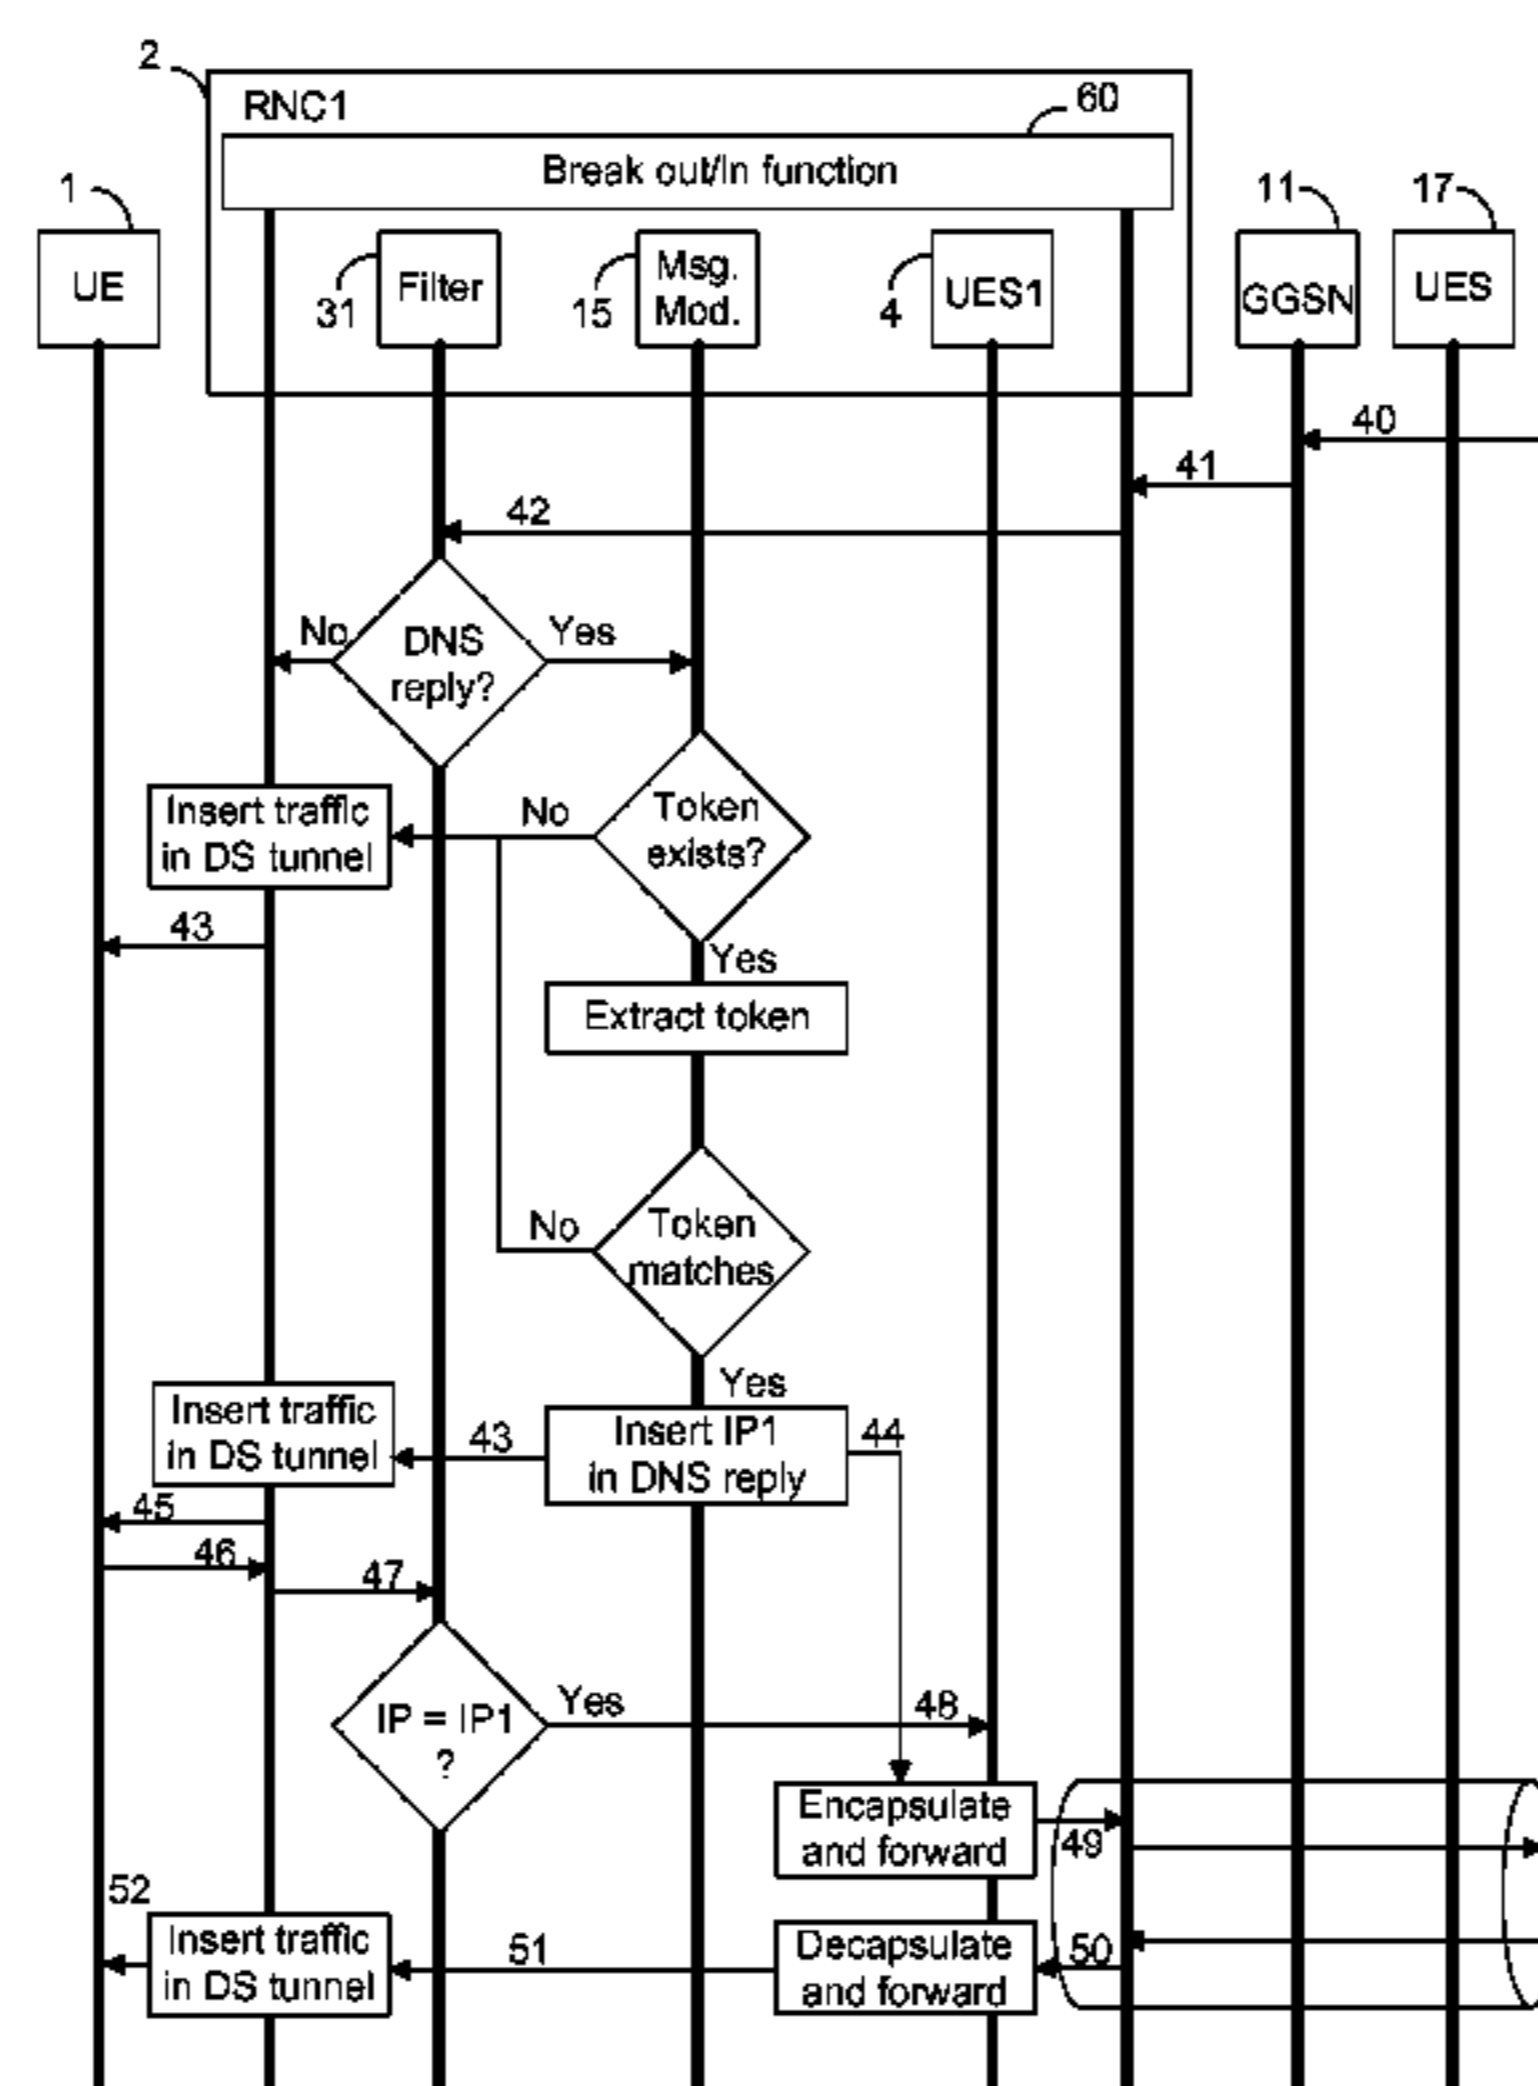 2
RNC1
60
Break out/In function
1
11
17
UE
31
Filter
15
Msg.
Mod.
4
UES1
GGSN
UES
40
41
42
No
DNS
reply?
Yes
Insert traffic
in DS tunnel
No
Token
exists?
43
Yes
Extract token
No
Token
matches
Yes
Insert traffic
in DS tunnel
43
Insert IP1
in DNS reply
44
45
46
47
IP = IP1
?
Yes
48
Encapsulate
and forward
49
52
Insert traffic
in DS tunnel
51
Decapsulate
and forward
50